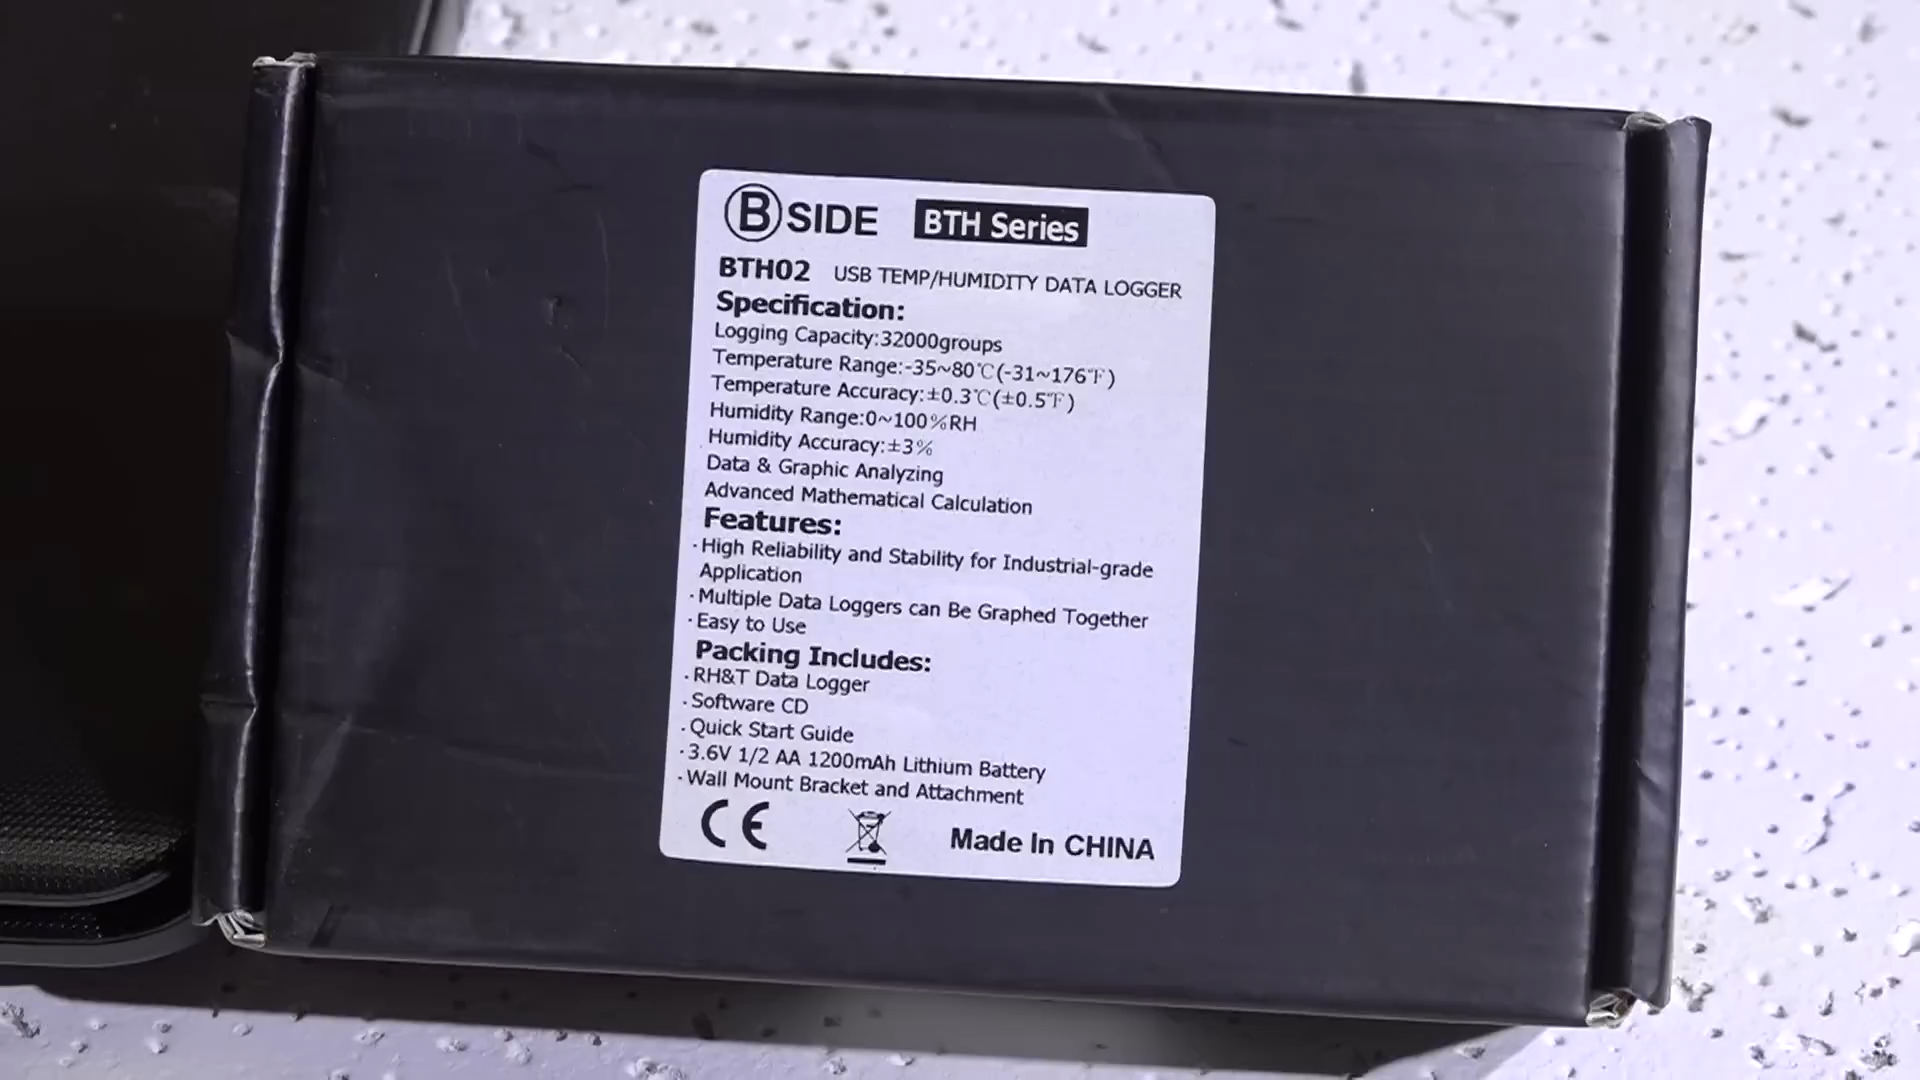 BSIDE BTH Series
BTH02 USB TEMP/HUMIDITY DATA LOGGER
Specification:
Logging Capacity:32000groups
Temperature Range:-35~80℃(-31~176℉)
Temperature Accuracy:±0.3℃(±0.5℉)
Humidity Range:0~100%RH
Humidity Accuracy:±3%
Data & Graphic Analyzing
Advanced Mathematical Calculation
Features:
·High Reliability and Stability for Industrial-grade
Application
·Multiple Data Loggers can Be Graphed Together
·Easy to Use
Packing Includes:
·RH&T Data Logger
·Software CD
·Quick Start Guide
·3.6V 1/2 AA 1200mAh Lithium Battery
·Wall Mount Bracket and Attachment
CE Made In CHINA